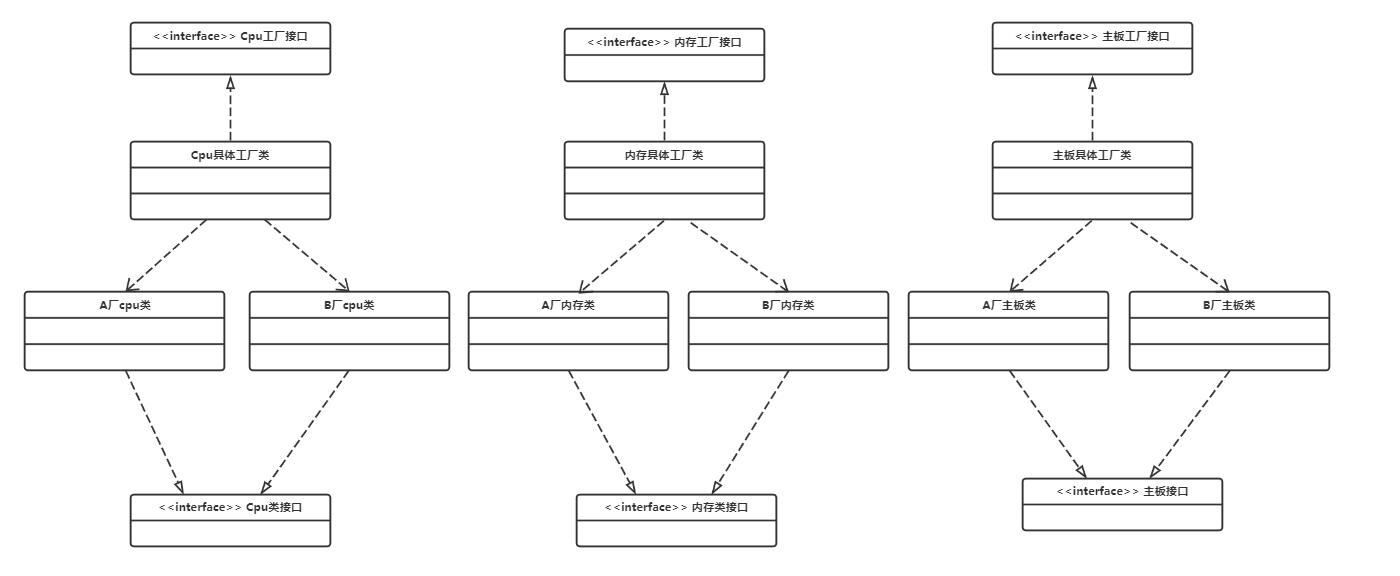 <<interface>> Cpu工厂接口
<<interface>> 内存工厂接口
<<interface>> 主板工厂接口
Cpu具体工厂类
内存具体工厂类
主板具体工厂类
A厂cpu类
B厂cpu类
A厂内存类
B厂内存类
A厂主板类
B厂主板类
<<interface>> Cpu类接口
<<interface>> 内存类接口
<<interface>> 主板接口